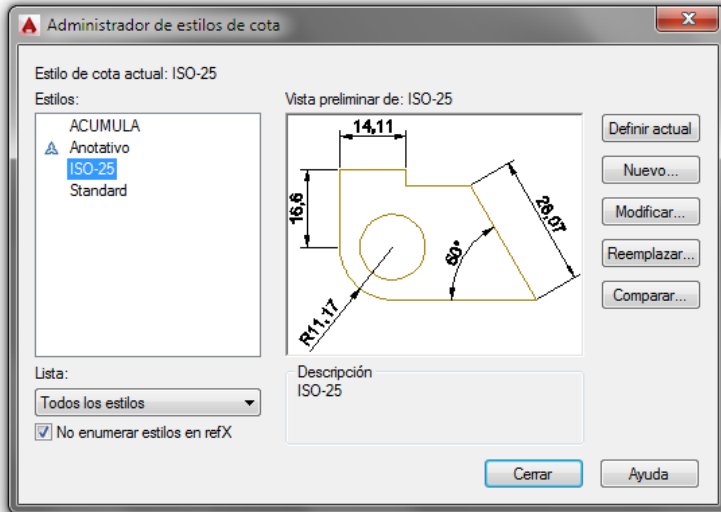 Administrador de estilos de cota
Estilo de cota actual: ISO-25
Estilos:
ACUMULA
Anotativo
ISO-25
Standard
Vista preliminar de: ISO-25
14,11
16,6
28,07
60°
R11,17
Definir actual
Nuevo...
Modificar...
Reemplazar...
Comparar...
Lista:
Todos los estilos
No enumerar estilos en refX
Descripción
ISO-25
Cerrar
Ayuda